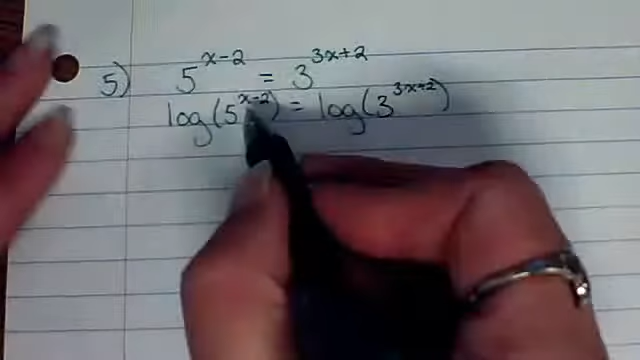 5) 5^(x-2) = 3^(3x+2)
log(5^(x-2)) = log(3^(3x+2))